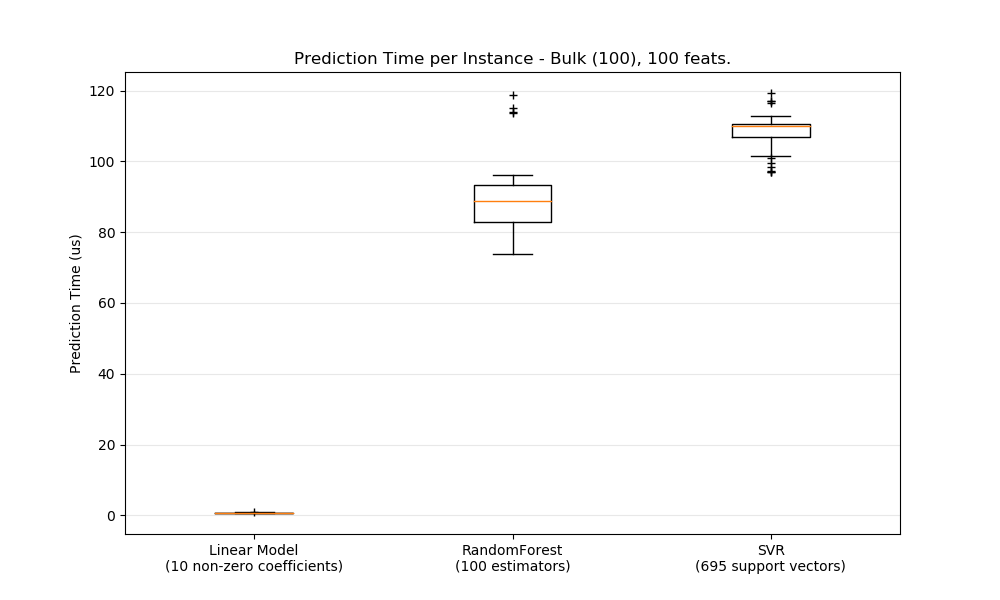 Prediction Time per Instance - Bulk (100), 100 feats.
120
100
80
60
40
20
0
Prediction Time (us)
Linear Model
(10 non-zero coefficients)
RandomForest
(100 estimators)
SVR
(695 support vectors)